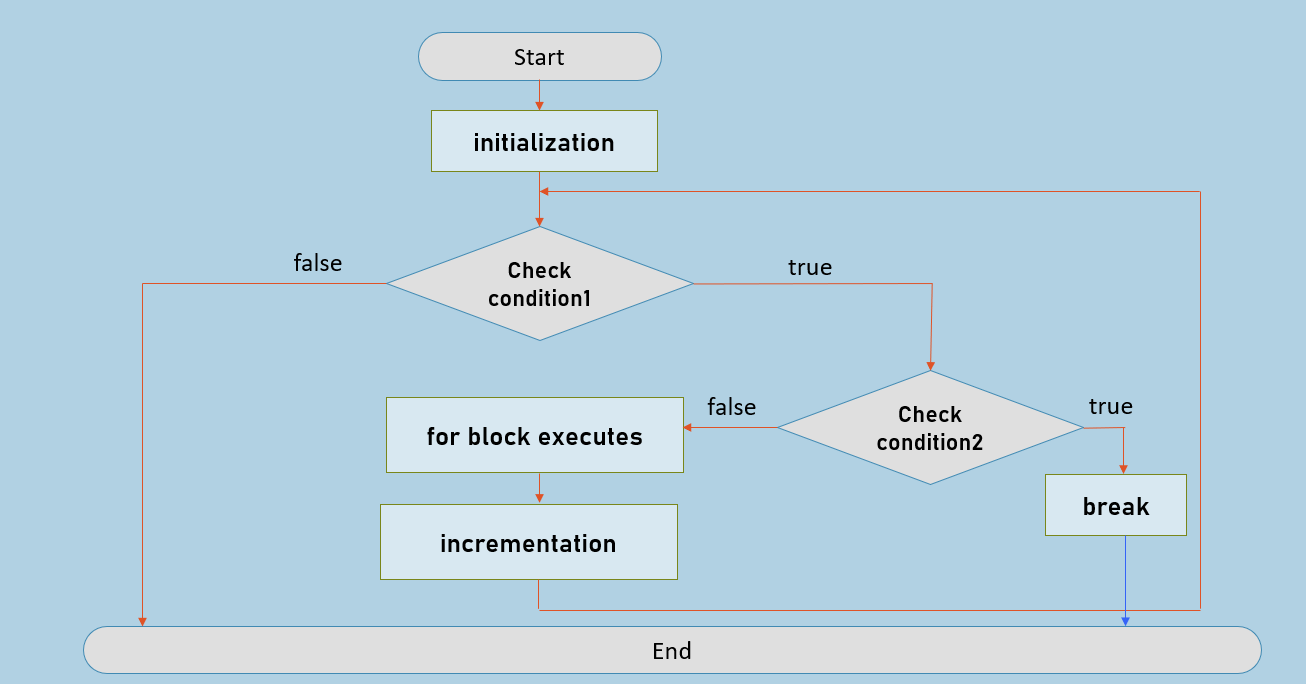 Start
initialization
false
Check
condition1
true
for block executes
false
Check
condition2
true
break
incrementation
End